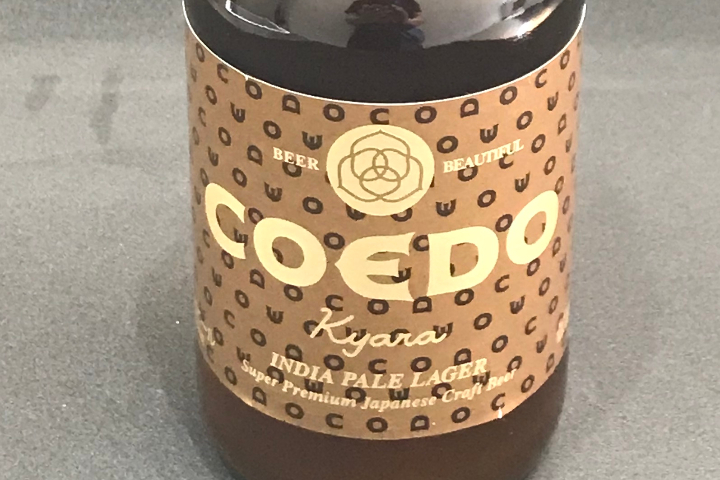 BEER BEAUTIFUL
COEDO
Kyara
INDIA PALE LAGER
Super Premium Japanese Craft Beer